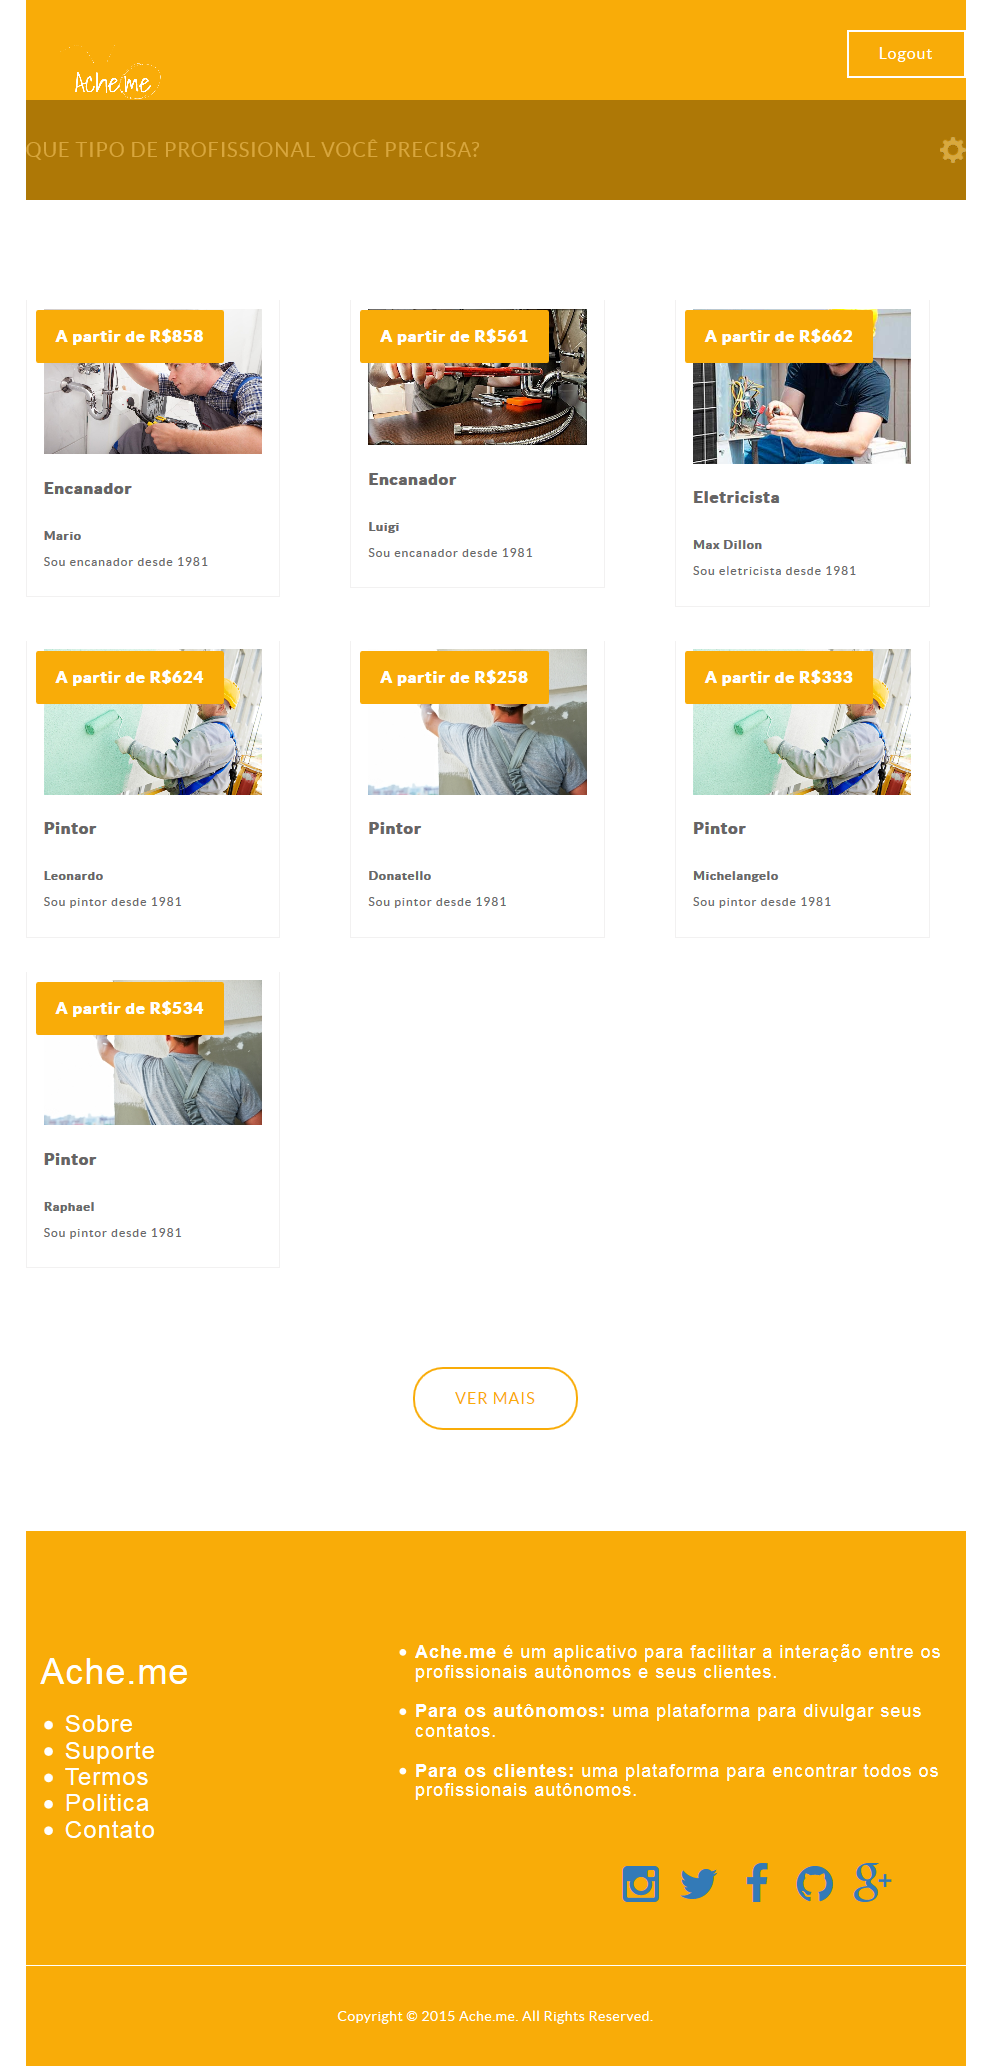 Ache.me
Logout
QUE TIPO DE PROFISSIONAL VOCÊ PRECISA?
A partir de R$858
Encanador
Mario
Sou encanador desde 1981
A partir de R$561
Encanador
Luigi
Sou encanador desde 1981
A partir de R$662
Eletricista
Max Dillon
Sou eletricista desde 1981
A partir de R$624
Pintor
Leonardo
Sou pintor desde 1981
A partir de R$258
Pintor
Donatello
Sou pintor desde 1981
A partir de R$333
Pintor
Michelangelo
Sou pintor desde 1981
A partir de R$534
Pintor
Raphael
Sou pintor desde 1981
VER MAIS
Ache.me
• Sobre
• Suporte
• Termos
• Politica
• Contato
• Ache.me é um aplicativo para facilitar a interação entre os
profissionais autônomos e seus clientes.
• Para os autônomos: uma plataforma para divulgar seus
contatos.
• Para os clientes: uma plataforma para encontrar todos os
profissionais autônomos.
Copyright © 2015 Ache.me. All Rights Reserved.